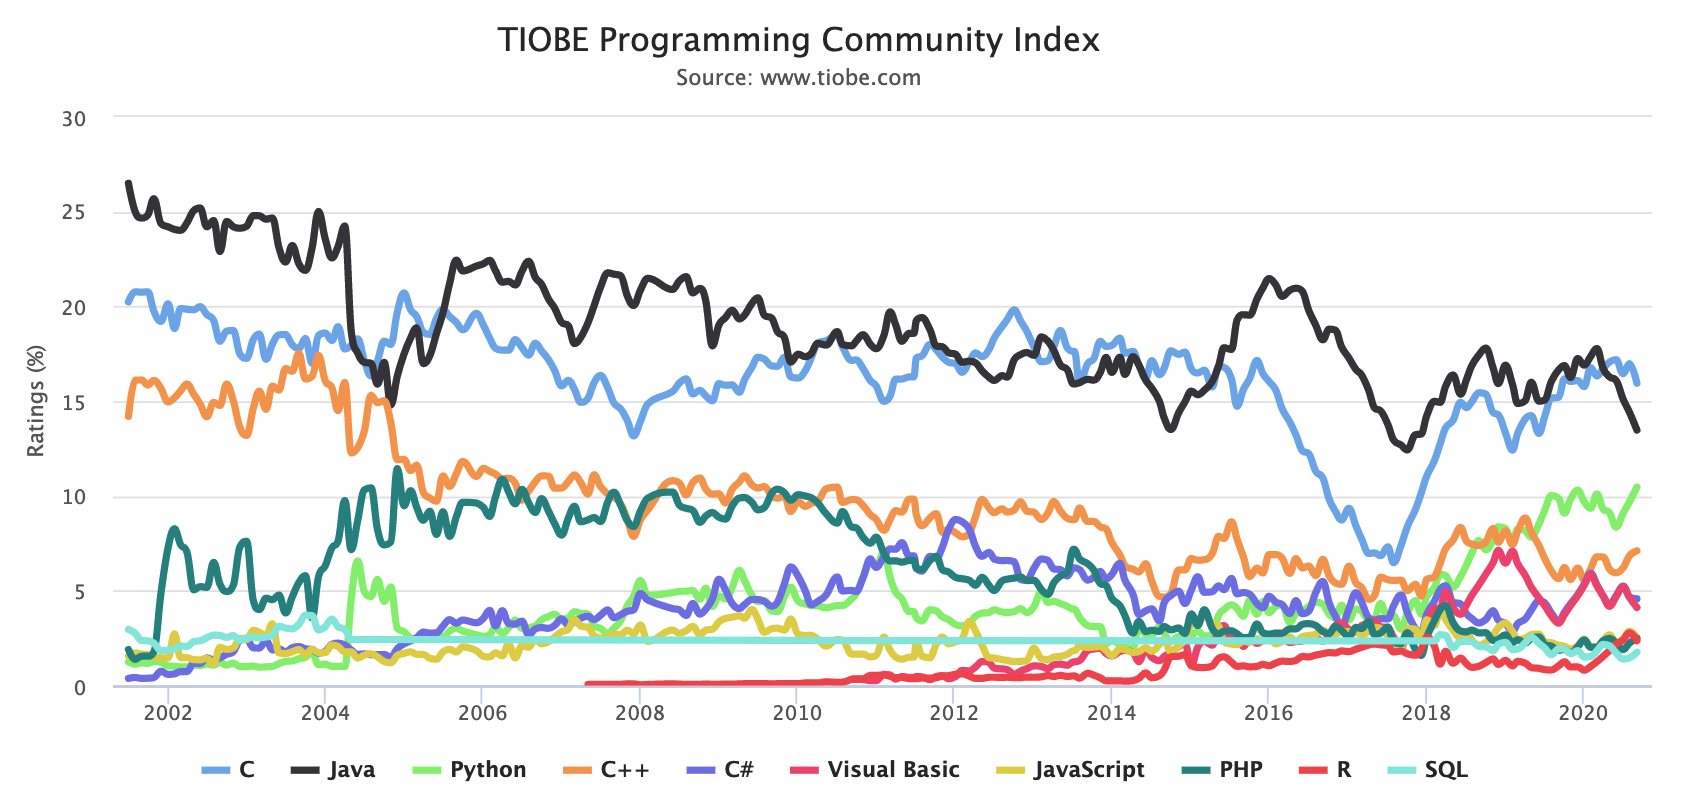 TIOBE Programming Community Index
Source: www.tiobe.com
Ratings (%)
30
25
20
15
10
5
0
2002 2004 2006 2008 2010 2012 2014 2016 2018 2020
C Java Python C++ C# Visual Basic JavaScript PHP R SQL